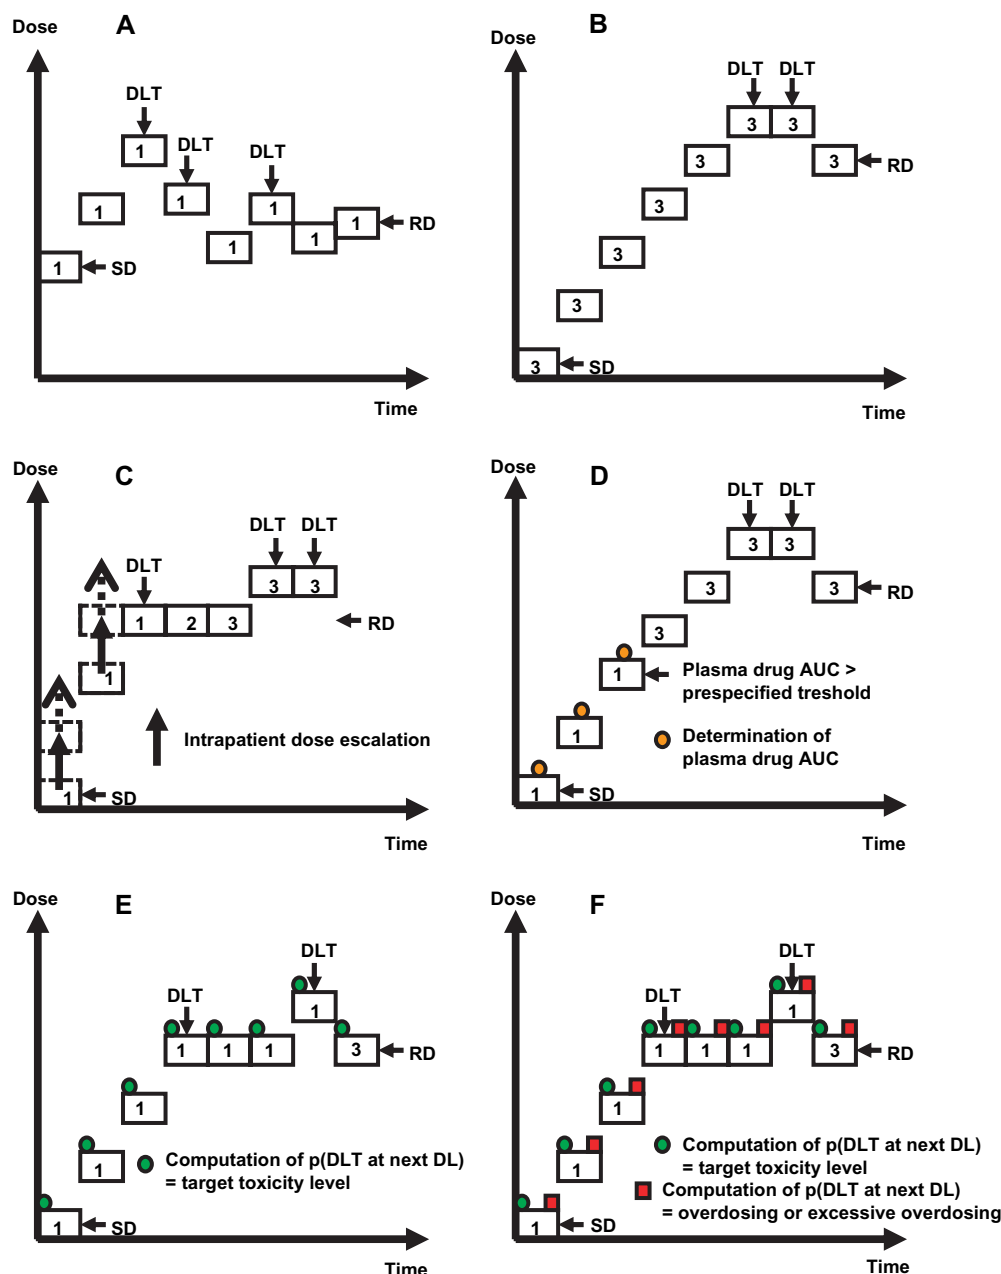 A
Dose
DLT
DLT
DLT
1
1
1
1
1
1
1
1
RD
SD
Time
B
Dose
DLT DLT
3 3
3
3
RD
3
3
3
3
SD
Time
C
Dose
DLT DLT
DLT
3 3
1 2 3
RD
1
Intrapatient dose escalation
1
SD
Time
D
Dose
DLT DLT
3 3
3
3
RD
3
1
Plasma drug AUC >
prespecified treshold
1
Determination of
plasma drug AUC
1
SD
Time
E
Dose
DLT
1
DLT
1 1 1
3
RD
1
1
Computation of p(DLT at next DL)
= target toxicity level
1
SD
Time
F
Dose
DLT
1
DLT
1 1 1
3
RD
1
1
Computation of p(DLT at next DL)
= target toxicity level
Computation of p(DLT at next DL)
= overdosing or excessive overdosing
1
SD
Time